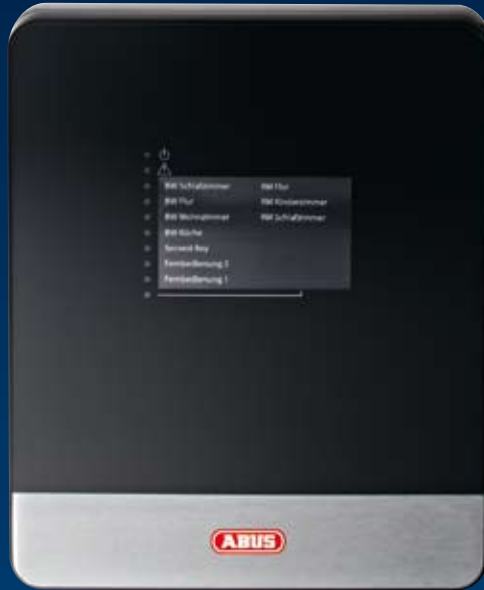 BW Schlafzimmer RM Flur
BW Flur RM Kinderzimmer
BW Wohnzimmer RM Schlafzimmer
BW Küche
Secvest Key
Fernbedienung 2
Fernbedienung 1
ABUS